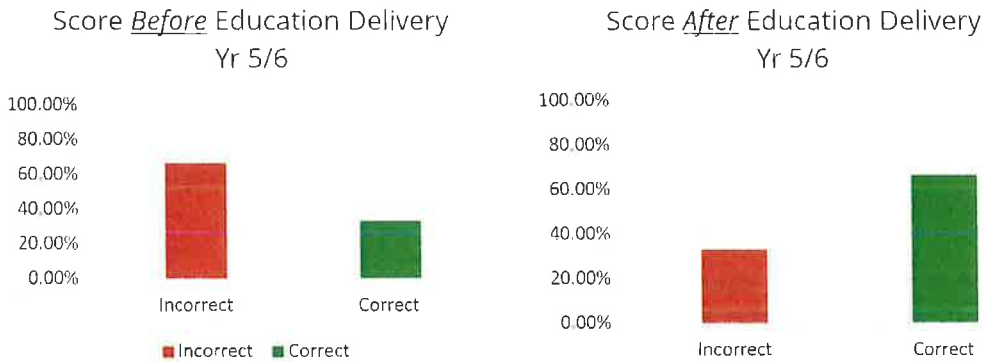 Score Before Education Delivery
Yr 5/6
100.00%
80.00%
60.00%
40.00%
20.00%
0.00%
Incorrect
Correct
Incorrect
Correct
Score After Education Delivery
Yr 5/6
100.00%
80.00%
60.00%
40.00%
20.00%
0.00%
Incorrect
Correct